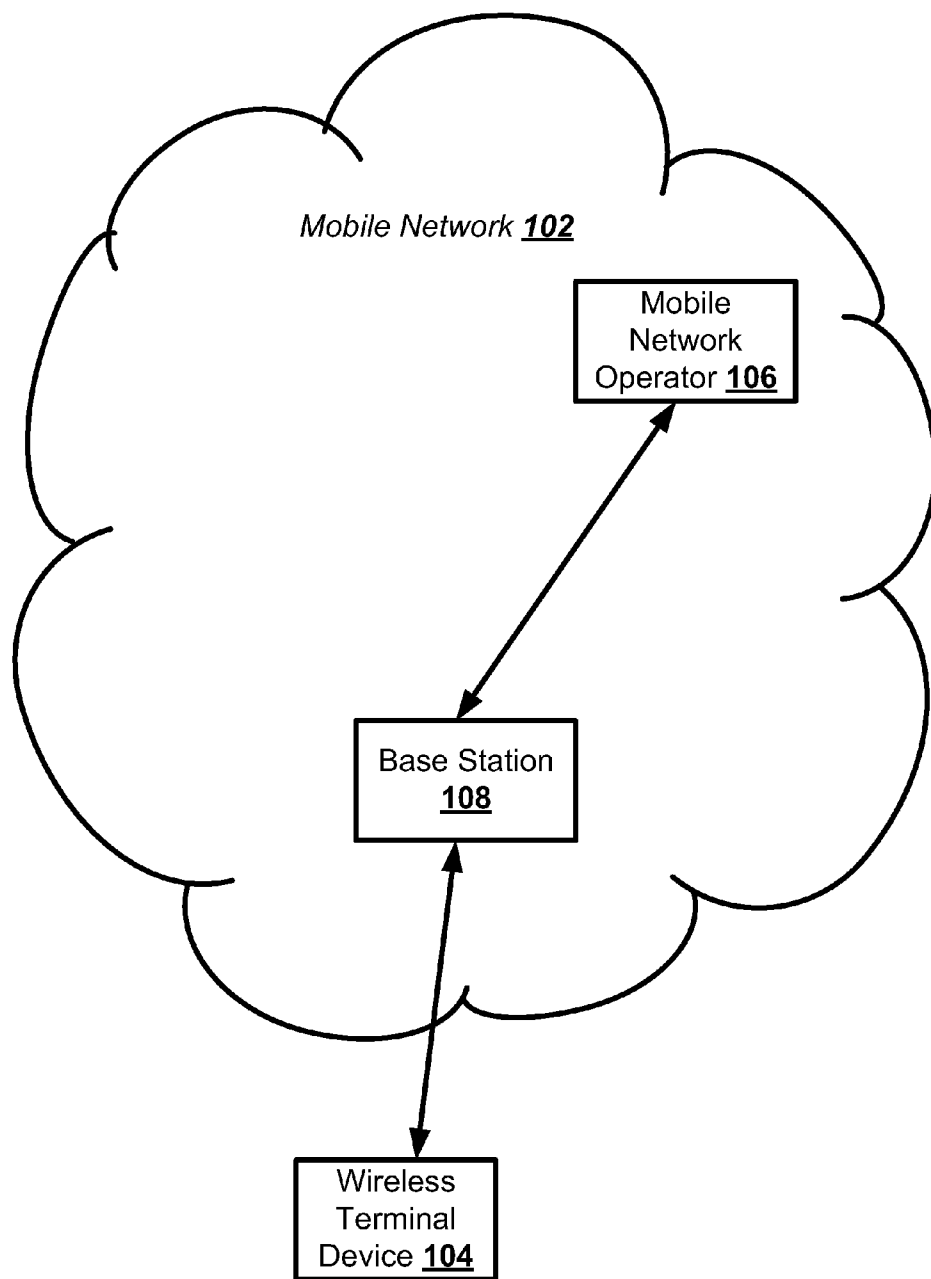 Mobile Network 102
Mobile
Network
Operator 106
Base Station
108
Wireless
Terminal
Device 104